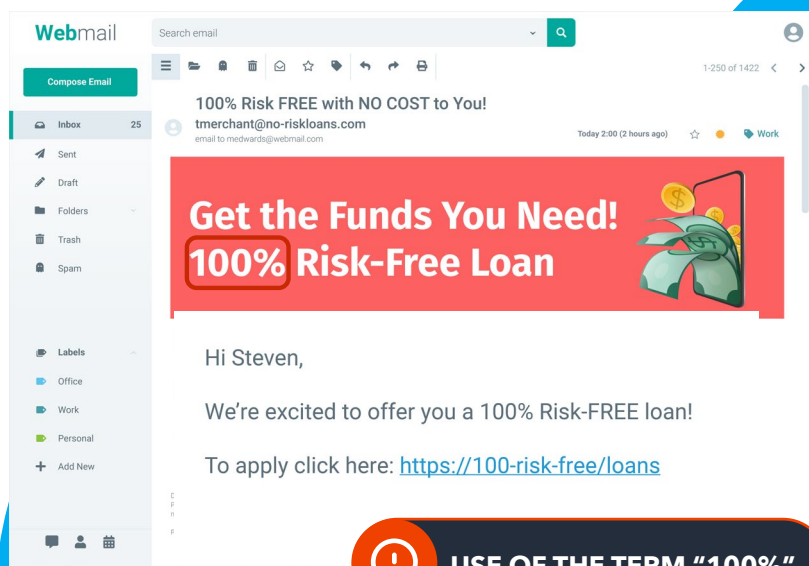 Webmail
Search email
Compose Email
1-250 of 1422
100% Risk FREE with NO COST to You!
tmerchant@no-riskloans.com
email to medwards@webmail.com
Today 2:00 (2 hours ago)
Work
Inbox 25
Sent
Draft
Folders
Trash
Spam
Labels
Office
Work
Personal
Add New
Get the Funds You Need!
100% Risk-Free Loan
Hi Steven,
We’re excited to offer you a 100% Risk-FREE loan!
To apply click here: https://100-risk-free/loans
USE OF THE TERM “100%”